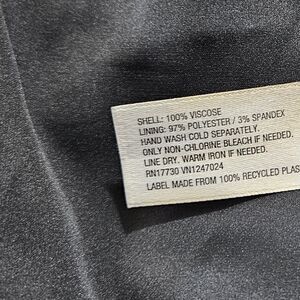 SHELL: 100% VISCOSE
LINING: 97% POLYESTER / 3% SPANDEX
HAND WASH COLD SEPARATELY.
ONLY NON-CHLORINE BLEACH IF NEEDED.
LINE DRY. WARM IRON IF NEEDED.
RN17730 VN1247024
LABEL MADE FROM 100% RECYCLED PLAS